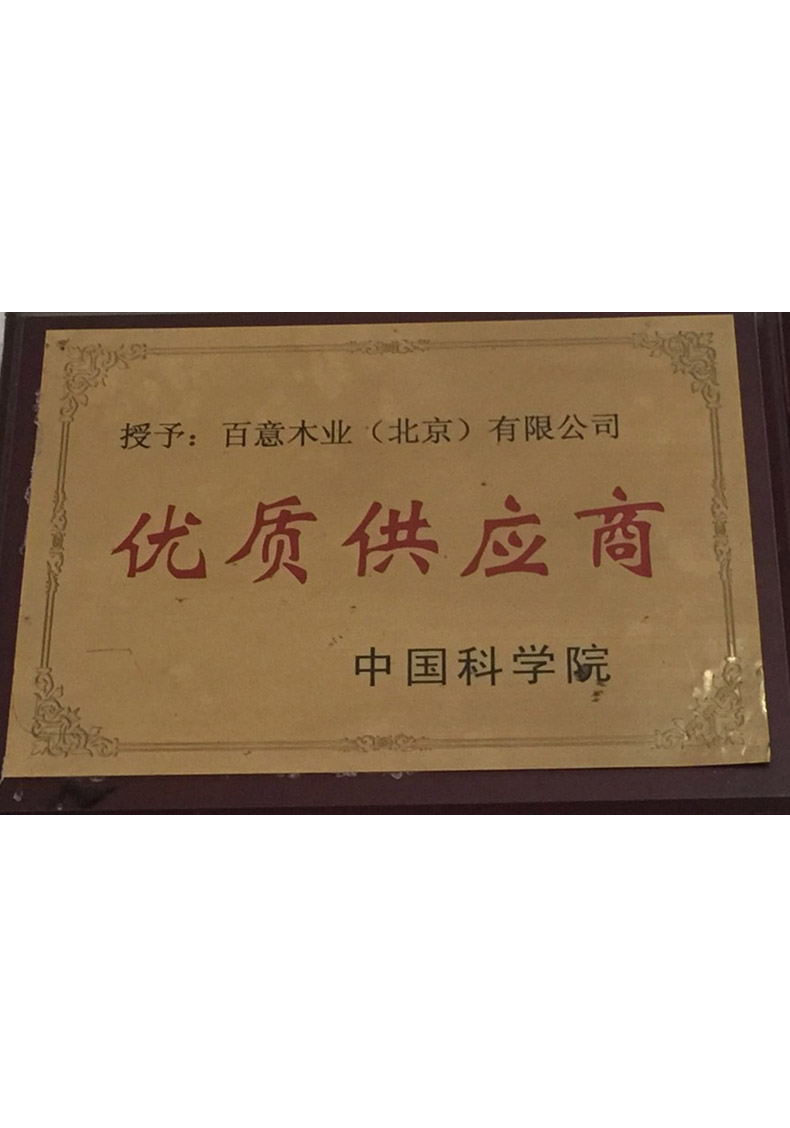 授予：百意木业（北京）有限公司
优质供应商
中国科学院